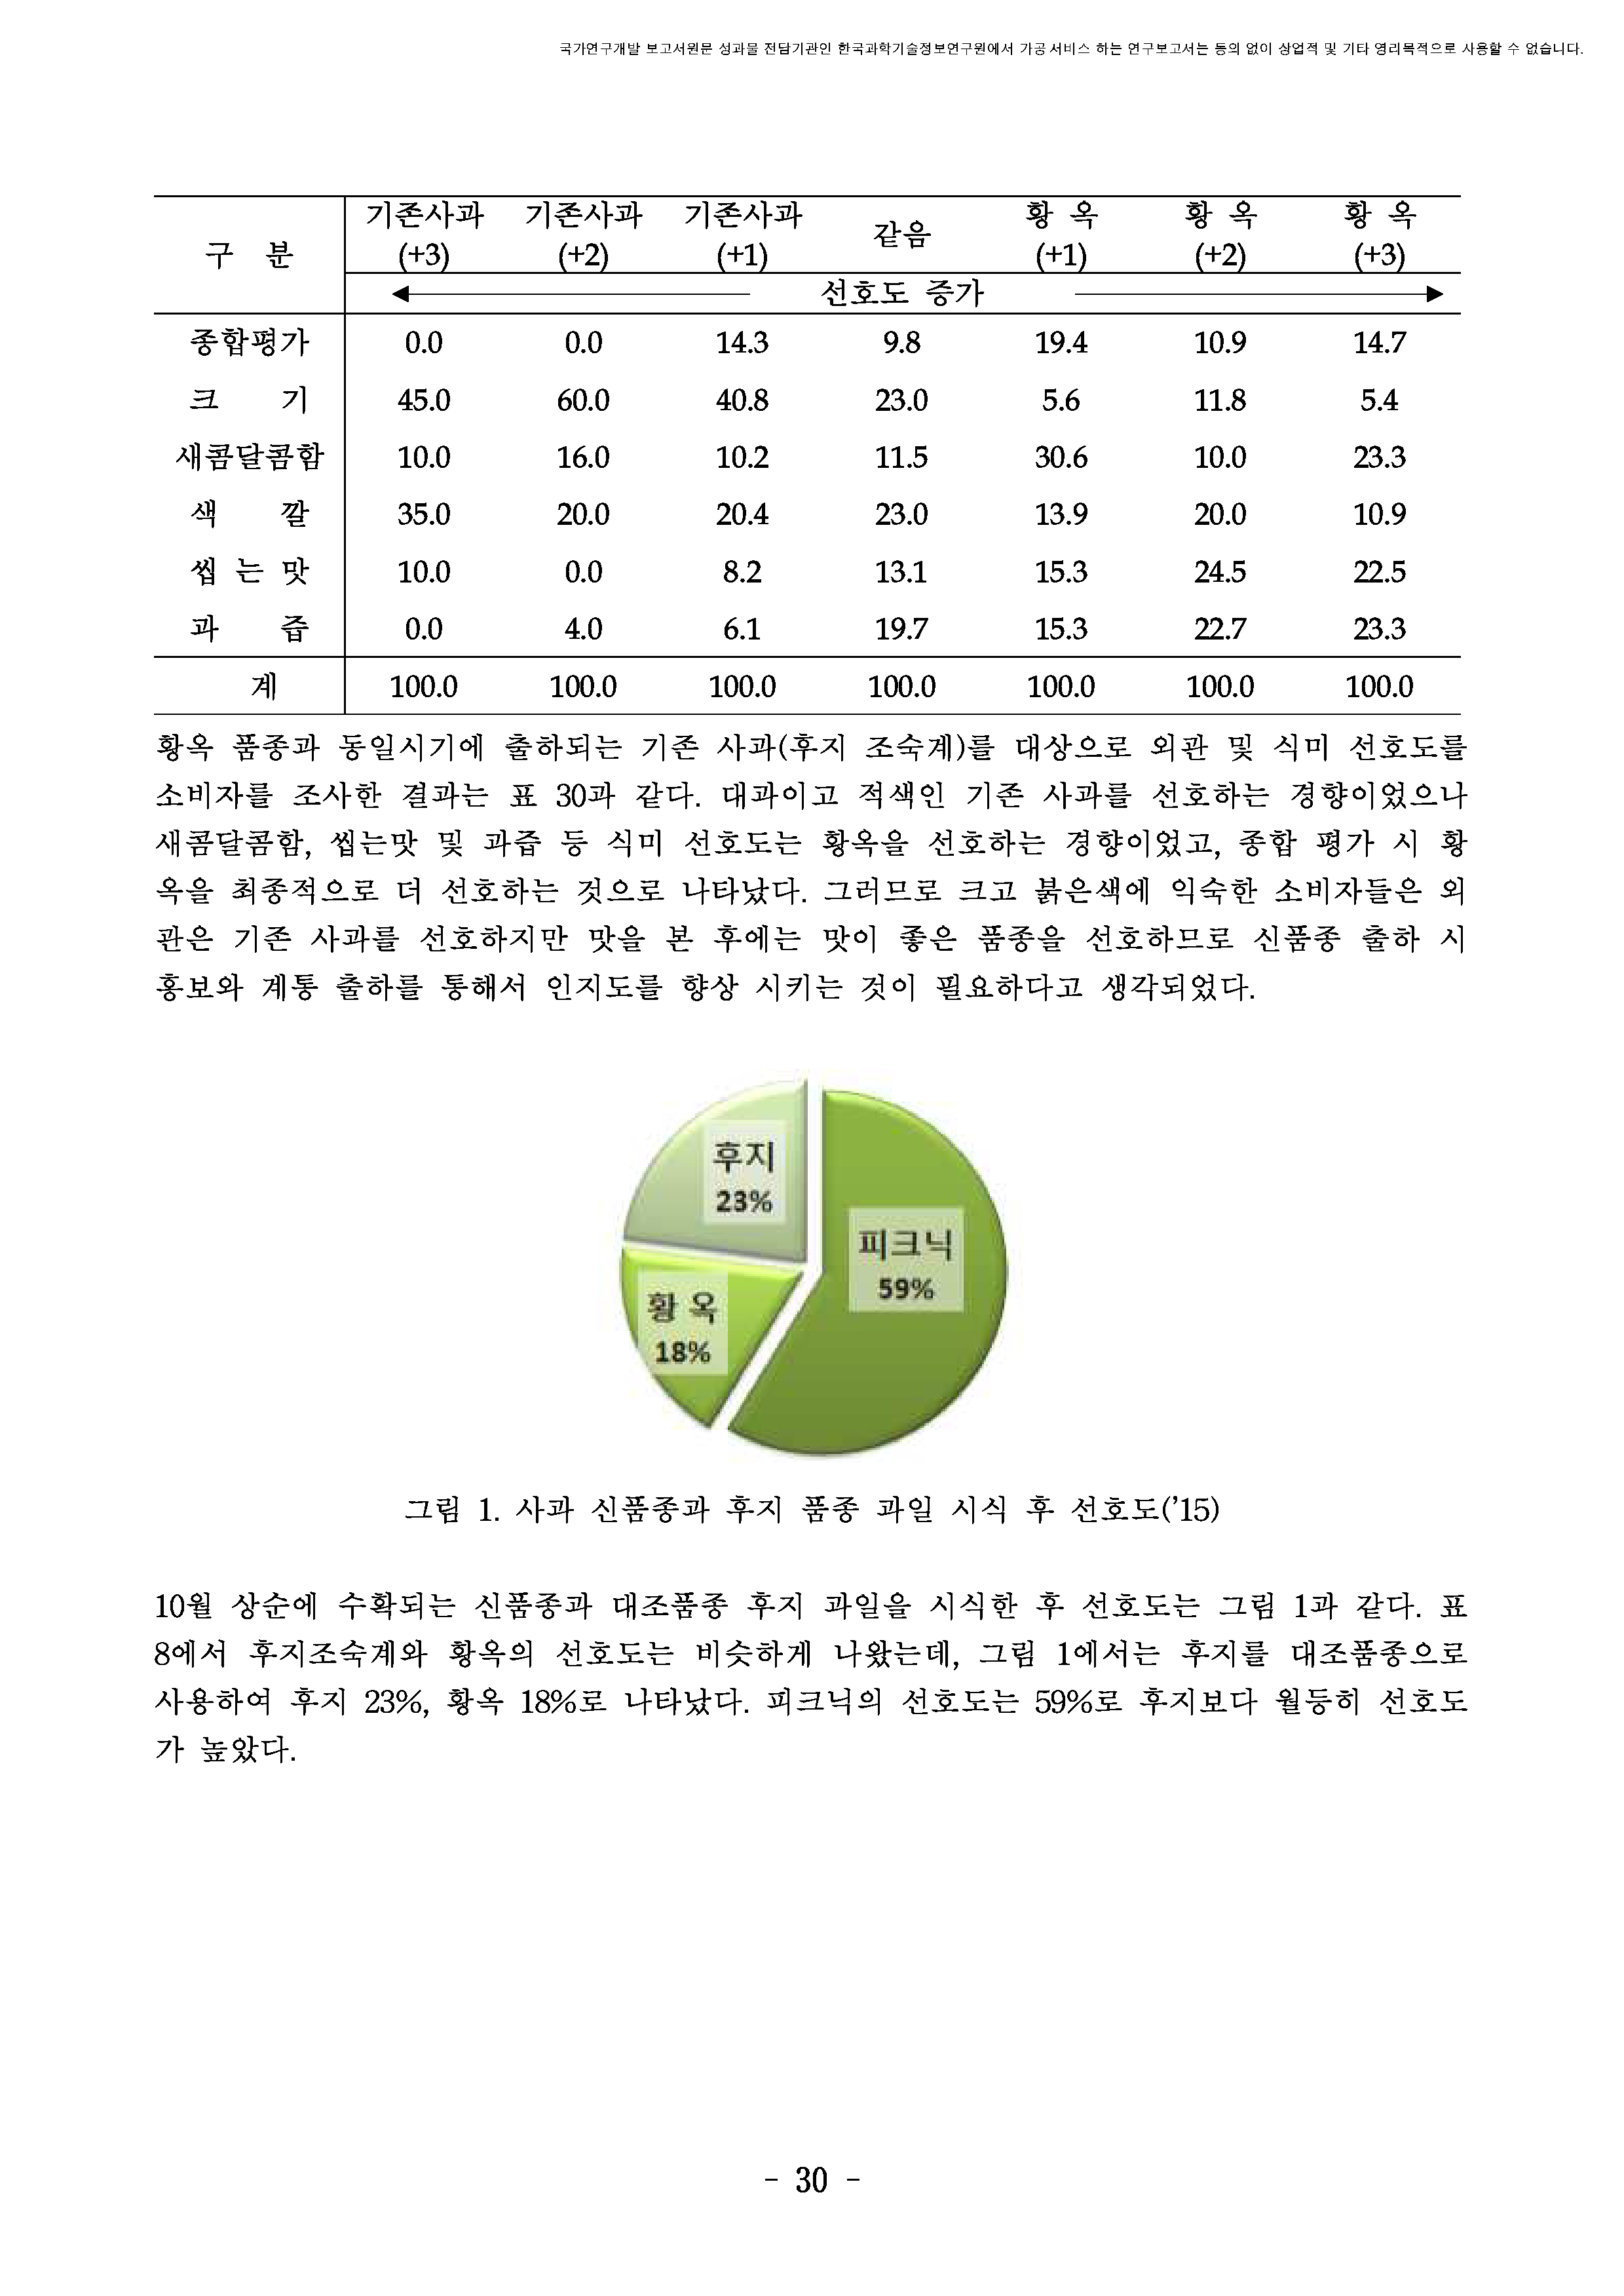 국가연구개발 보고서원문 성과물 전담기관인 한국과학기술정보연구원에서 가공·서비스 하는 연구보고서는 동의 없이 상업적 및 기타 영리목적으로 사용할 수 없습니다.
구 분 기존사과 기존사과 기존사과 같음 황 옥 황 옥 황 옥
(+3) (+2) (+1) (+1) (+2) (+3)
선호도 증가
종합평가 0.0 0.0 14.3 9.8 19.4 10.9 14.7
크 기 45.0 60.0 40.8 23.0 5.6 11.8 5.4
새콤달콤함 10.0 16.0 10.2 11.5 30.6 10.0 23.3
색 깔 35.0 20.0 20.4 23.0 13.9 20.0 10.9
씹 는 맛 10.0 0.0 8.2 13.1 15.3 24.5 22.5
과 즙 0.0 4.0 6.1 19.7 15.3 22.7 23.3
계 100.0 100.0 100.0 100.0 100.0 100.0 100.0
황옥 품종과 동일시기에 출하되는 기존 사과(후지 조숙계)를 대상으로 외관 및 식미 선호도를
소비자를 조사한 결과는 표 30과 같다. 대과이고 적색인 기존 사과를 선호하는 경향이었으나
새콤달콤함, 씹는맛 및 과즙 등 식미 선호도는 황옥을 선호하는 경향이었고, 종합 평가 시 황
옥을 최종적으로 더 선호하는 것으로 나타났다. 그러므로 크고 붉은색에 익숙한 소비자들은 외
관은 기존 사과를 선호하지만 맛을 본 후에는 맛이 좋은 품종을 선호하므로 신품종 출하 시
홍보와 계통 출하를 통해서 인지도를 향상 시키는 것이 필요하다고 생각되었다.
후지
23%
피크닉
59%
황 옥
18%
그림 1. 사과 신품종과 후지 품종 과일 시식 후 선호도('15)
10월 상순에 수확되는 신품종과 대조품종 후지 과일을 시식한 후 선호도는 그림 1과 같다. 표
8에서 후지조숙계와 황옥의 선호도는 비슷하게 나왔는데, 그림 1에서는 후지를 대조품종으로
사용하여 후지 23%, 황옥 18%로 나타났다. 피크닉의 선호도는 59%로 후지보다 월등히 선호도
가 높았다.
- 30 -